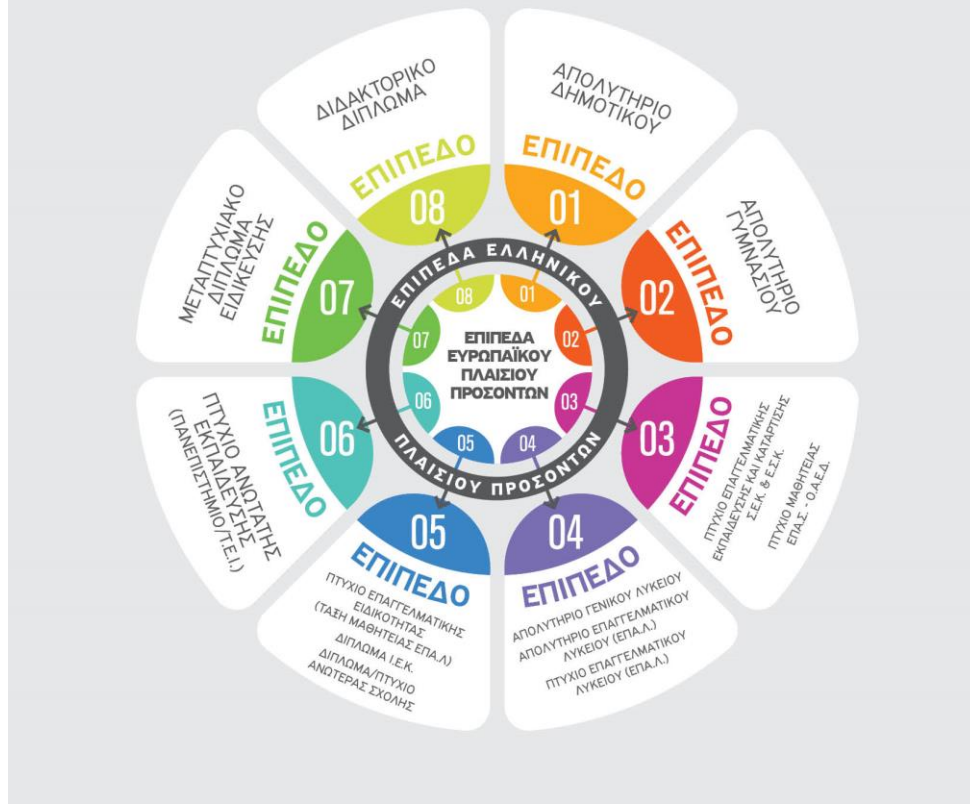 ΕΠΙΠΕΔΑ
ΕΥΡΩΠΑΪΚΟΥ
ΠΛΑΙΣΙΟΥ
ΠΡΟΣΟΝΤΩΝ
ΕΠΙΠΕΔΑ ΕΛΛΗΝΙΚΟΥ
ΠΛΑΙΣΙΟΥ ΠΡΟΣΟΝΤΩΝ
01
02
03
04
05
06
07
08
ΑΠΟΛΥΤΗΡΙΟ
ΔΗΜΟΤΙΚΟΥ
ΕΠΙΠΕΔΟ
01
ΑΠΟΛΥΤΗΡΙΟ
ΓΥΜΝΑΣΙΟΥ
ΕΠΙΠΕΔΟ
02
ΕΠΙΠΕΔΟ
03
ΠΤΥΧΙΟ ΕΠΑΓΓΕΛΜΑΤΙΚΗΣ
ΕΚΠΑΙΔΕΥΣΗΣ ΚΑΙ ΚΑΤΑΡΤΙΣΗΣ
Σ.Ε.Κ. & Ε.Σ.Κ.
ΠΤΥΧΙΟ ΜΑΘΗΤΕΙΑΣ
ΕΠΑ.Σ. - Ο.Α.Ε.Δ.
04
ΕΠΙΠΕΔΟ
ΑΠΟΛΥΤΗΡΙΟ ΓΕΝΙΚΟΥ ΛΥΚΕΙΟΥ
ΑΠΟΛΥΤΗΡΙΟ ΕΠΑΓΓΕΛΜΑΤΙΚΟΥ
ΛΥΚΕΙΟΥ (ΕΠΑ.Λ.)
ΠΤΥΧΙΟ ΕΠΑΓΓΕΛΜΑΤΙΚΟΥ
ΛΥΚΕΙΟΥ (ΕΠΑ.Λ.)
05
ΕΠΙΠΕΔΟ
ΠΤΥΧΙΟ ΕΠΑΓΓΕΛΜΑΤΙΚΗΣ
ΕΙΔΙΚΟΤΗΤΑΣ
(ΤΑΞΗ ΜΑΘΗΤΕΙΑΣ ΕΠΑ.Λ)
ΔΙΠΛΩΜΑ Ι.Ε.Κ.
ΔΙΠΛΩΜΑ/ΠΤΥΧΙΟ
ΑΝΩΤΕΡΑΣ ΣΧΟΛΗΣ
06
ΕΠΙΠΕΔΟ
ΠΤΥΧΙΟ ΑΝΩΤΑΤΗΣ
ΕΚΠΑΙΔΕΥΣΗΣ
(ΠΑΝΕΠΙΣΤΗΜΙΟ/Τ.Ε.Ι.)
07
ΕΠΙΠΕΔΟ
ΜΕΤΑΠΤΥΧΙΑΚΟ
ΔΙΠΛΩΜΑ
ΕΙΔΙΚΕΥΣΗΣ
ΔΙΔΑΚΤΟΡΙΚΟ
ΔΙΠΛΩΜΑ
ΕΠΙΠΕΔΟ
08